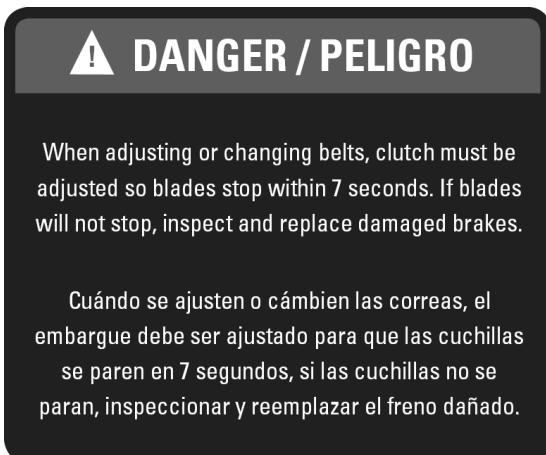 DANGER / PELIGRO
When adjusting or changing belts, clutch must be
adjusted so blades stop within 7 seconds. If blades
will not stop, inspect and replace damaged brakes.
Cuándo se ajusten o cámbien las correas, el
embargue debe ser ajustado para que las cuchillas
se paren en 7 segundos, si las cuchillas no se
paran, inspeccionar y reemplazar el freno dañado.